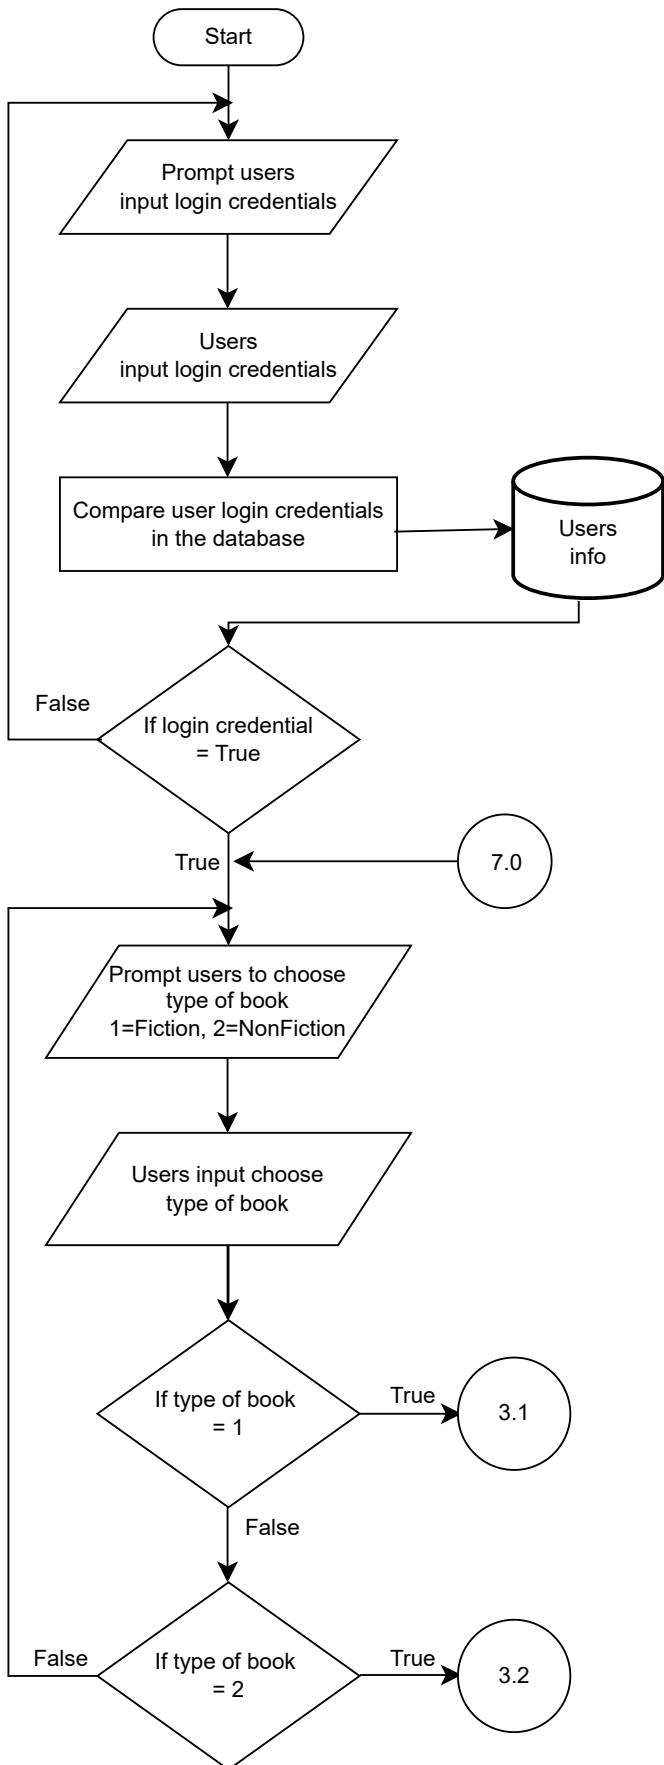 Start
Prompt users
input login credentials
Users
input login credentials
Compare user login credentials
in the database
Users
info
False
If login credential
= True
True
7.0
Prompt users to choose
type of book
1=Fiction, 2=NonFiction
Users input choose
type of book
If type of book
= 1
True
3.1
False
False
If type of book
= 2
True
3.2